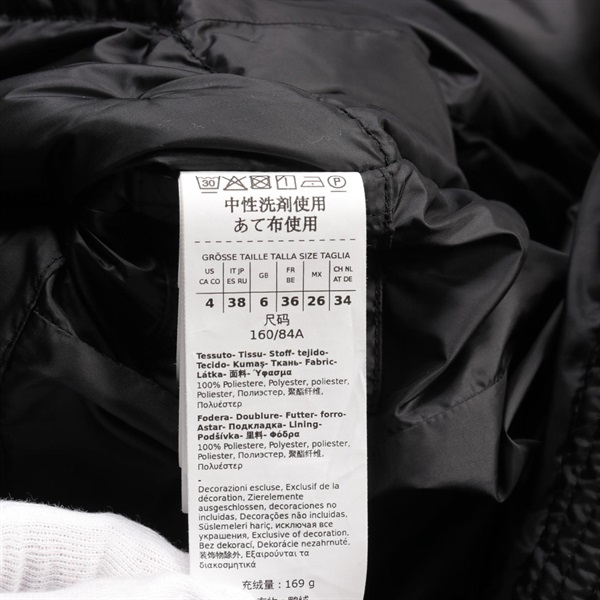 30 P
中性洗剤使用
あて布使用
GRÖSSE TAILLE TALLA SIZE TAGLIA
US CA CO IT JP ES RU GB FR BE MX CH NL AT DE
4 38 6 36 26 34
尺码
160/84A
Tessuto- Tissu- Stoff- tejido-
Tecido- Kumaş- Ткань- Fabric-
Látka- 面料- Ύφασμα
100% Poliestere, Polyester, poliester,
Poliéster, Полиэстер, 聚酯纤维,
Πολυέστερ
Fodera- Doublure- Futter- forro-
Astar- Подкладка- Lining-
Podšívka- 里料- Φόδρα
100% Poliestere, Polyester, poliester,
Poliéster, Полиэстер, 聚酯纤维,
Πολυέστερ
-
Decorazioni escluse, Exclusif de la
décoration, Zierelemente
ausgeschlossen, decoraciones no
incluidas, Decorações não incluidas,
Süslemeleri hariç, исключая все
украшения, Exclusive of decoration,
Bez dekorací, Dekorácie nezahrnuté,
装饰物除外, Εξαιρούνται τα
διακοσμητικά
充绒量: 169 g